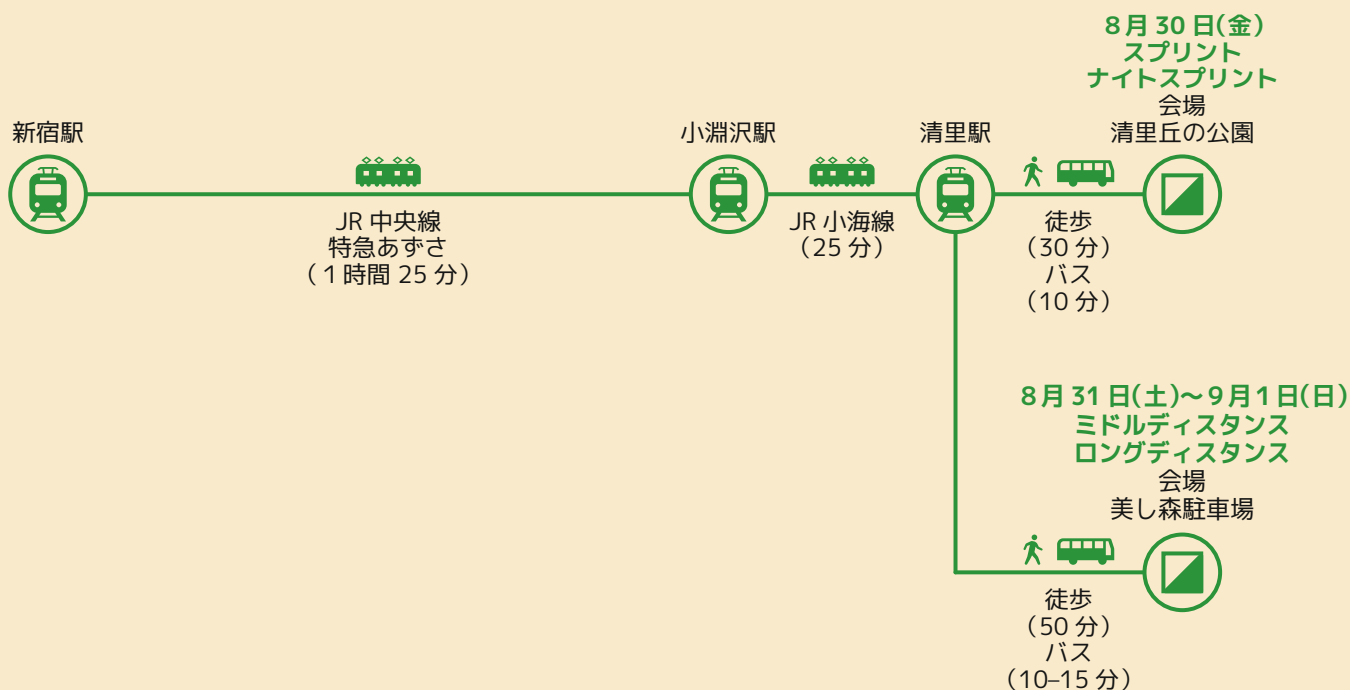 新宿駅
JR 中央線
特急あずさ
（1時間 25 分）
小淵沢駅
JR 小海線
（25 分）
清里駅
徒歩
（30 分）
バス
（10 分）
8月 30 日(金)
スプリント
ナイトスプリント
会場
清里丘の公園
8月 31 日(土)〜9月1日(日)
ミドルディスタンス
ロングディスタンス
会場
美し森駐車場
徒歩
（50 分）
バス
（10–15 分）